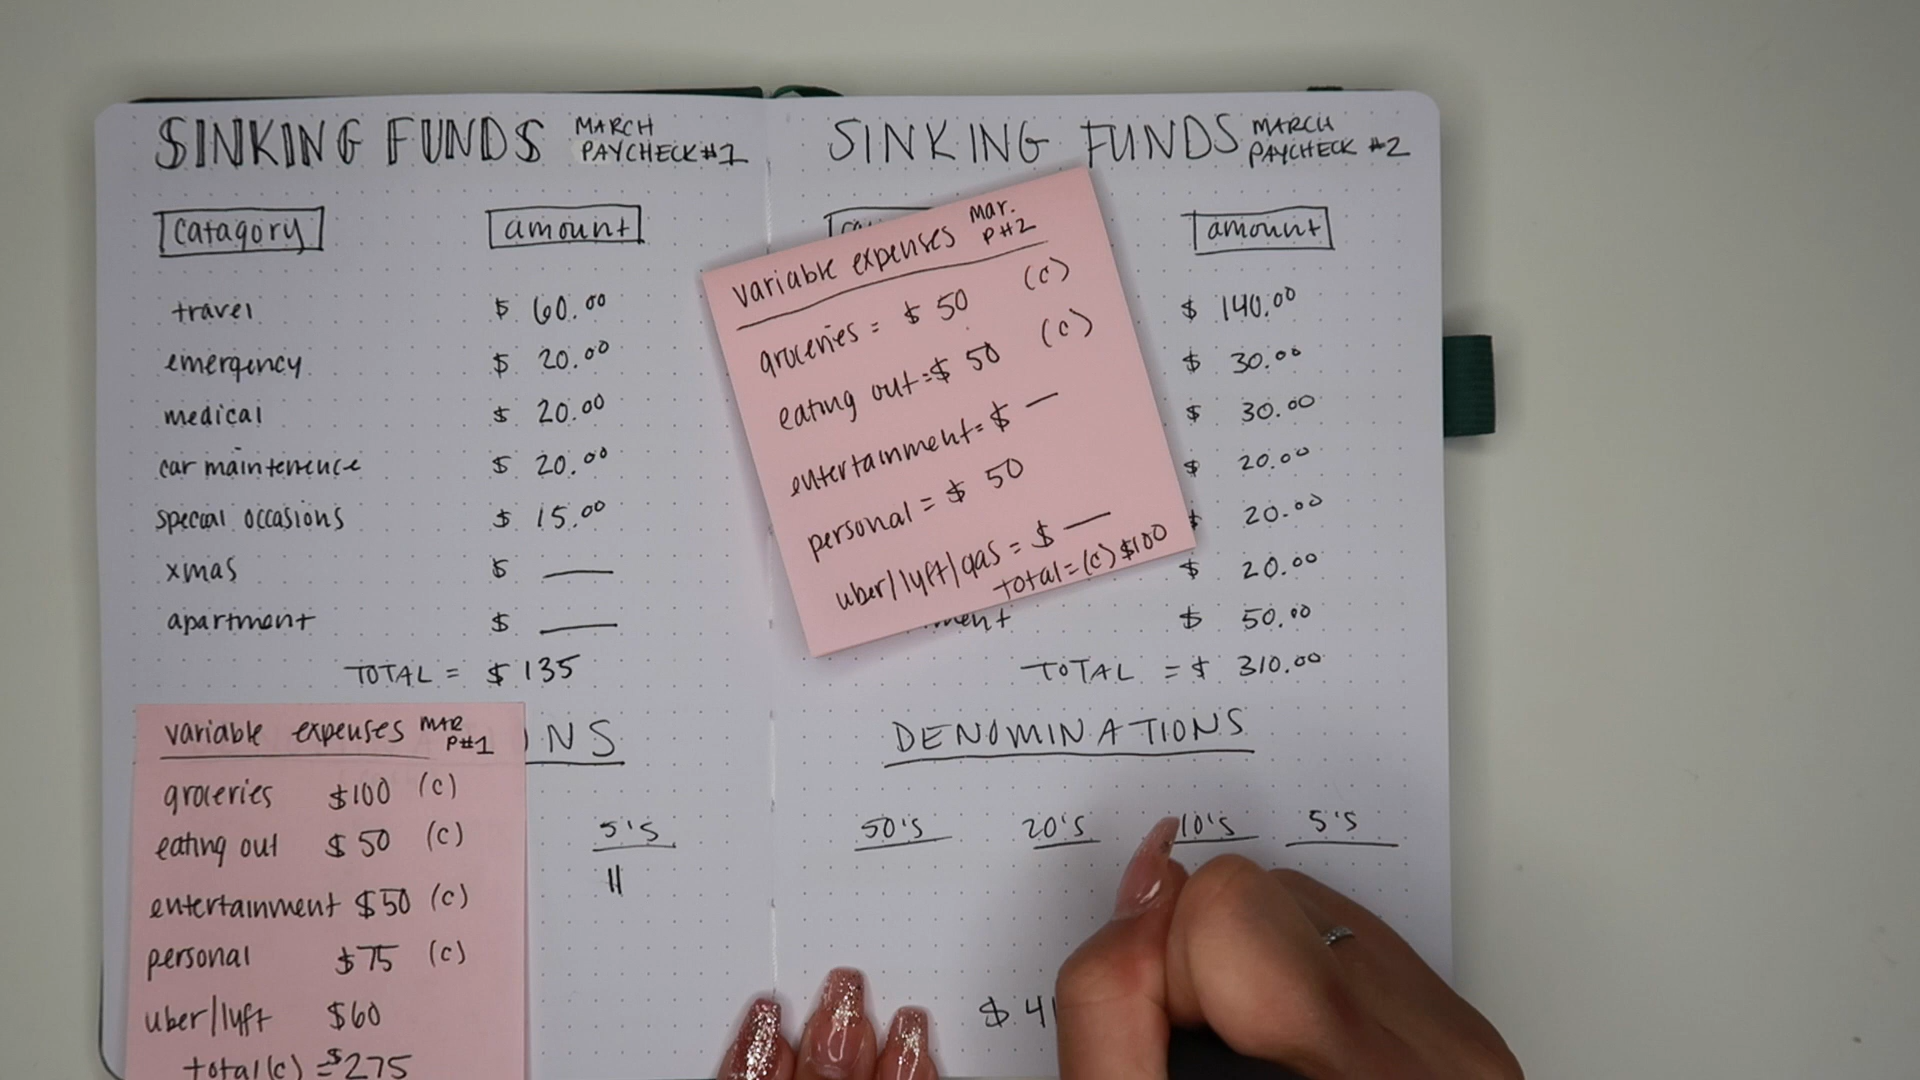 SINKING FUNDS MARCH PAYCHECK #1
catagory amount
travel $ 60.00
emergency $ 20.00
medical $ 20.00
car maintenence $ 20.00
special occasions $ 15.00
xmas $ —
apartment $ —
TOTAL = $ 135
variable expenses MAR P#1
groceries $100 (c)
eating out $50 (c)
entertainment $50 (c)
personal $75 (c)
uber/lyft $60
total (c) = $275
NS
5'S
II
SINKING FUNDS MARCH PAYCHECK #2
ca
amount
variable expenses Mar. P#2
groceries = $ 50 (c)
eating out = $ 50 (c)
entertainment = $ —
personal = $ 50
uber/lyft/gas = $ —
total = (c) $100
$ 140.00
$ 30.00
$ 30.00
$ 20.00
$ 20.00
$ 20.00
ment $ 50.00
TOTAL = $ 310.00
DENOMINATIONS
50'S 20'S 10'S 5'S
$ 41